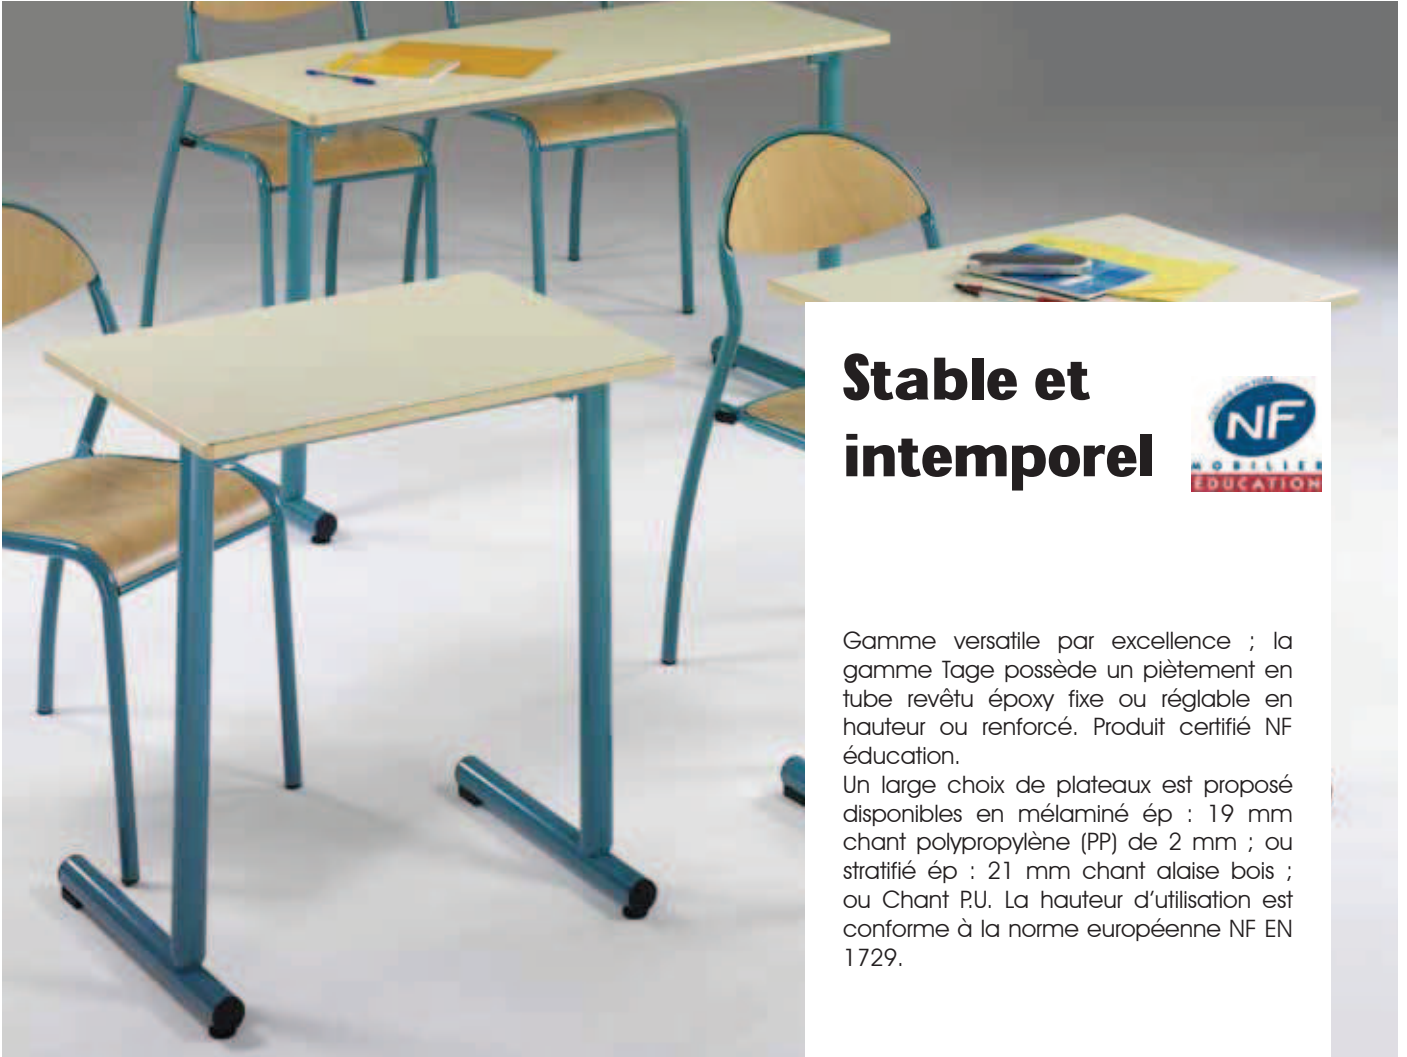 Stable et
intemporel
NF
MOBILIER
ÉDUCATION
Gamme versatile par excellence ; la
gamme Tage possède un piètement en
tube revêtu époxy fixe ou réglable en
hauteur ou renforcé. Produit certifié NF
éducation.
Un large choix de plateaux est proposé
disponibles en mélaminé ép : 19 mm
chant polypropylène (PP) de 2 mm ; ou
stratifié ép : 21 mm chant alaise bois ;
ou Chant P.U. La hauteur d’utilisation est
conforme à la norme européenne NF EN
1729.